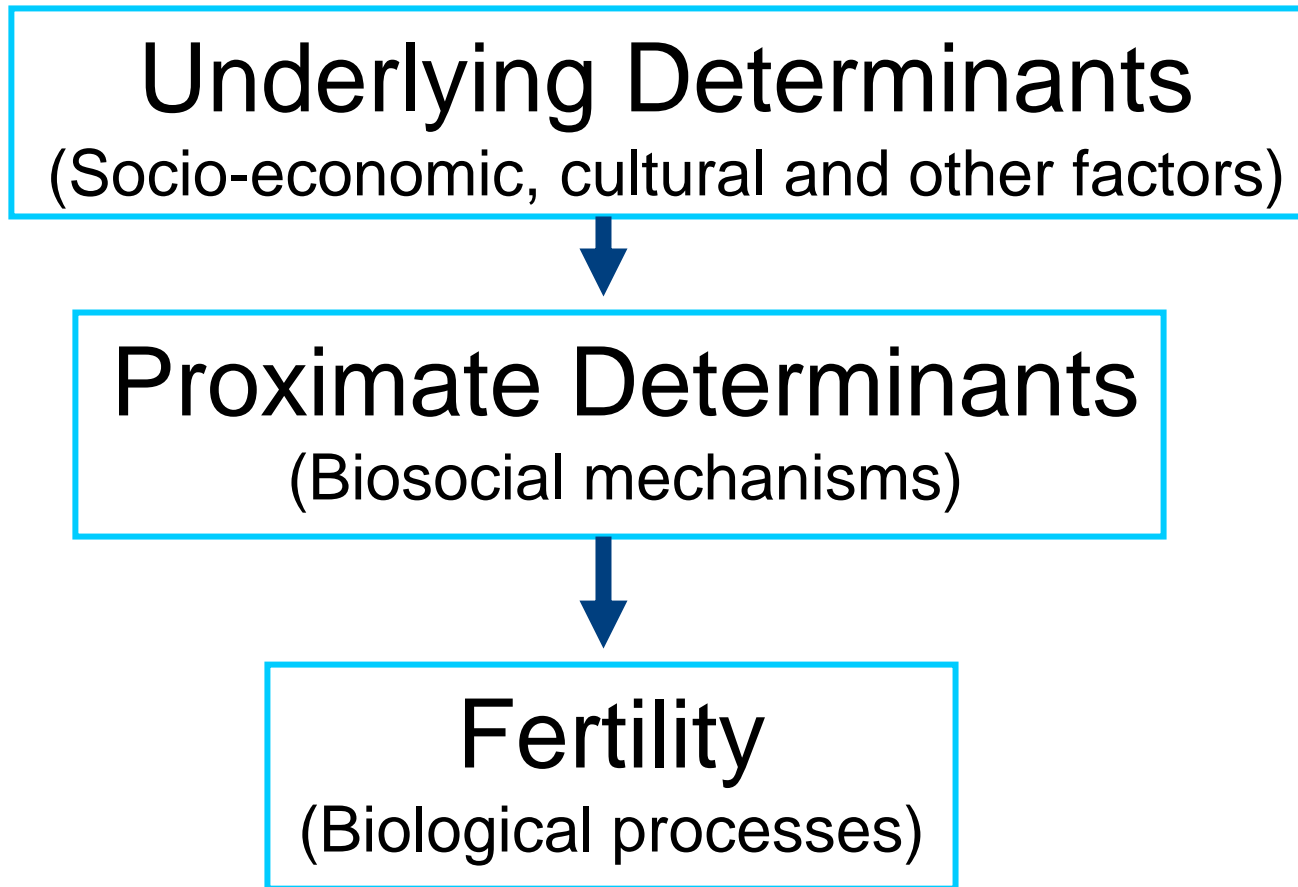 Underlying Determinants
(Socio-economic, cultural and other factors)
Proximate Determinants
(Biosocial mechanisms)
Fertility
(Biological processes)